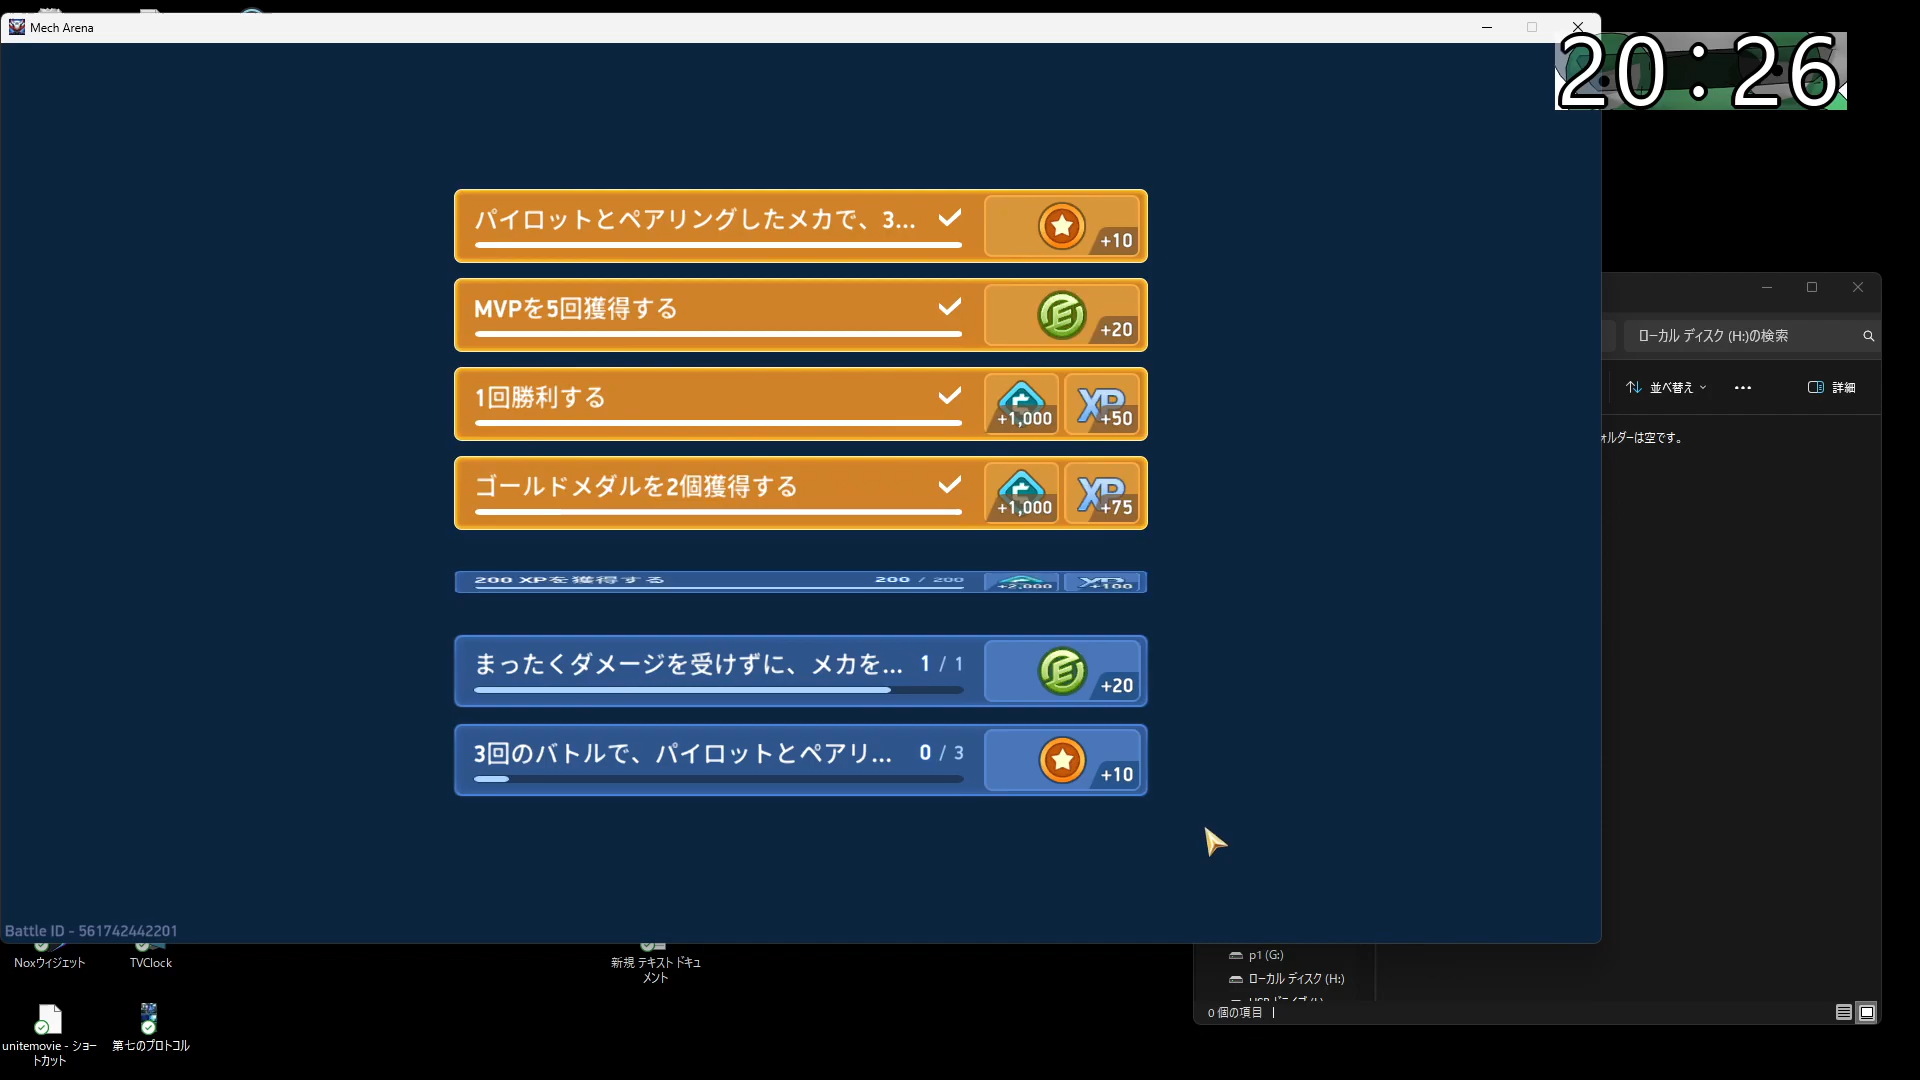 Mech Arena
20:26
パイロットとペアリングしたメカで、3...
+10
MVPを5回獲得する
+20
1回勝利する
+1,000
XP
+50
ゴールドメダルを2個獲得する
+1,000
XP
+75
200 XPを獲得する 200 / 200
+2,000
XP
+100
まったくダメージを受けずに、メカを... 1 / 1
+20
3回のバトルで、パイロットとペアリ... 0 / 3
+10
Battle ID - 561742442201
ローカル ディスク (H:)の検索
並べ替え
詳細
ォルダーは空です。
p1 (G:)
ローカル ディスク (H:)
0 個の項目
Noxウィジェット
TVClock
新規 テキスト ドキュ
メント
unitemovie - ショー
トカット
第七のプロトコル